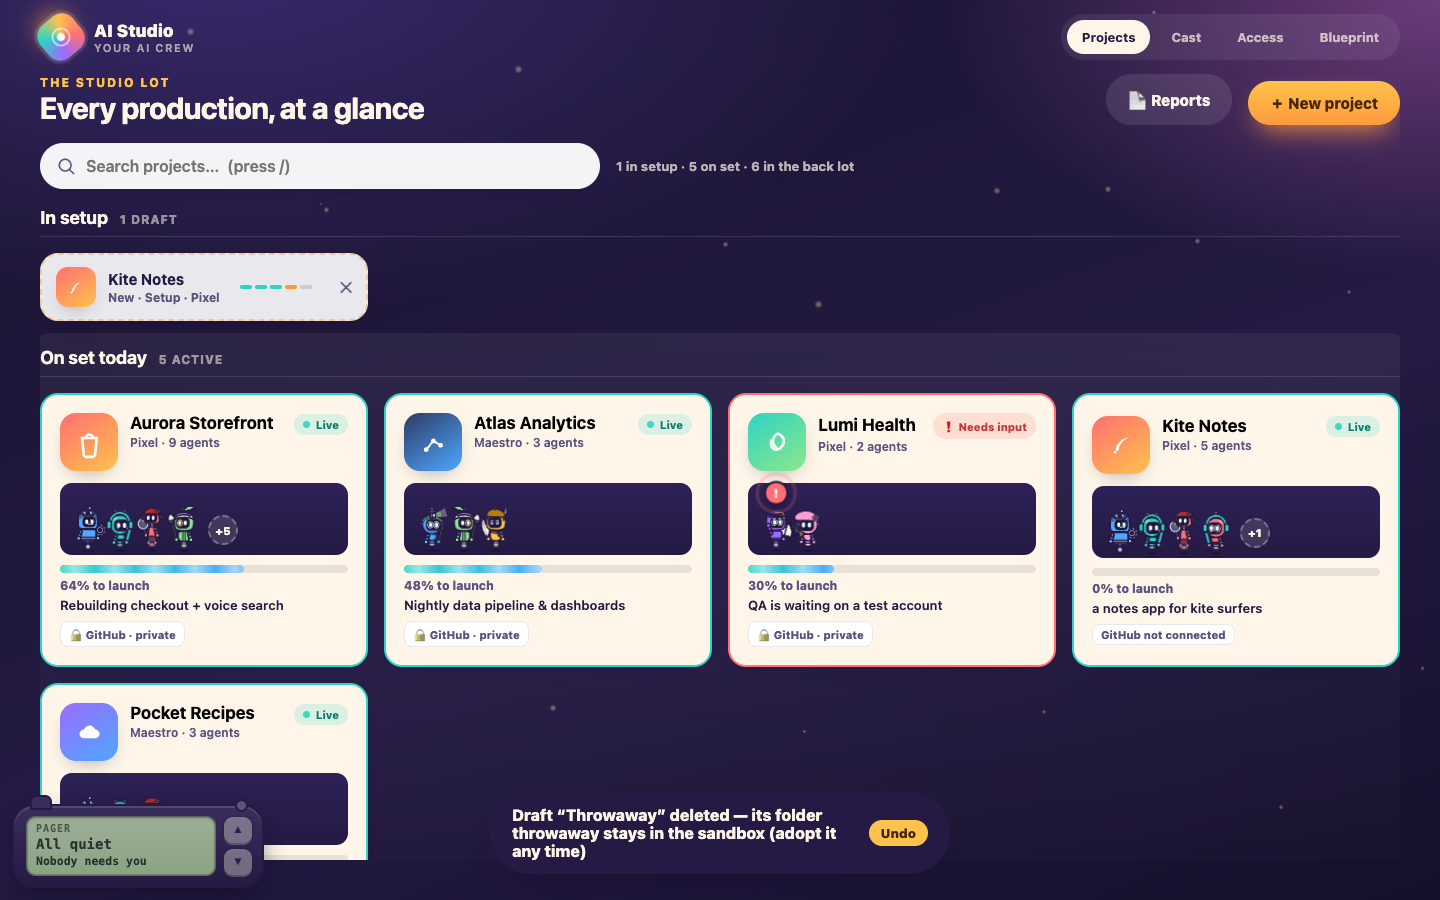 AI Studio
YOUR AI CREW
Projects
Cast
Access
Blueprint
THE STUDIO LOT
Every production, at a glance
Reports
+ New project
Search projects... (press /)
1 in setup · 5 on set · 6 in the back lot
In setup
1 DRAFT
Kite Notes
New · Setup · Pixel
On set today
5 ACTIVE
Aurora Storefront
Live
Pixel · 9 agents
+5
64% to launch
Rebuilding checkout + voice search
GitHub · private
Atlas Analytics
Live
Maestro · 3 agents
48% to launch
Nightly data pipeline & dashboards
GitHub · private
Lumi Health
! Needs input
Pixel · 2 agents
!
30% to launch
QA is waiting on a test account
GitHub · private
Kite Notes
Live
Pixel · 5 agents
+1
0% to launch
a notes app for kite surfers
GitHub not connected
Pocket Recipes
Live
Maestro · 3 agents
PAGER
All quiet
Nobody needs you
Draft “Throwaway” deleted — its folder
throwaway stays in the sandbox (adopt it
any time)
Undo